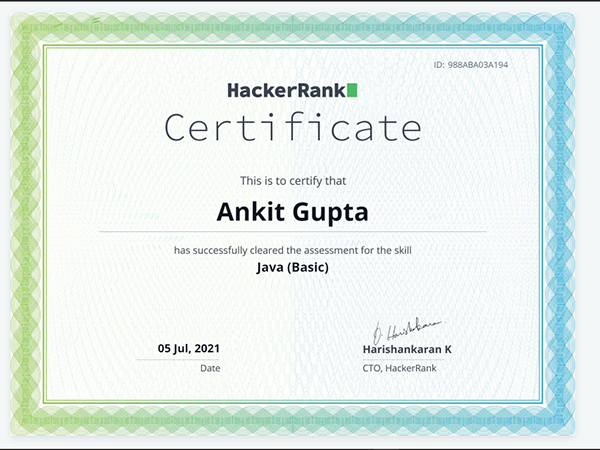 ID: 988ABA03A194
HackerRank
Certificate
This is to certify that
Ankit Gupta
has successfully cleared the assessment for the skill
Java (Basic)
05 Jul, 2021
Date
Harishankaran K
CTO, HackerRank